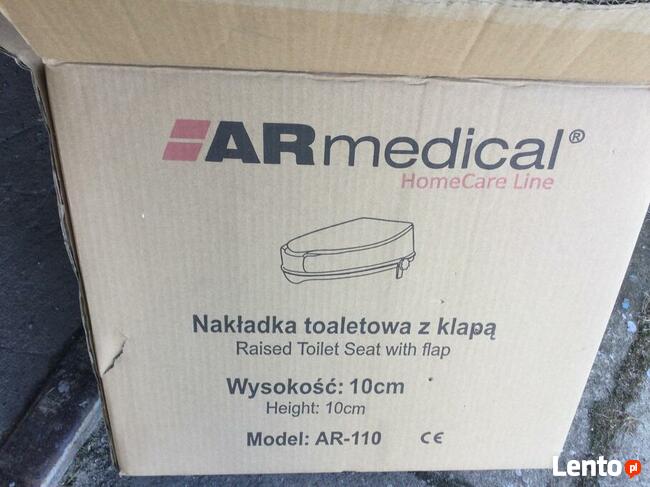 ARmedical®
HomeCare Line
Nakładka toaletowa z klapą
Raised Toilet Seat with flap
Wysokość: 10cm
Height: 10cm
Model: AR-110 CE
Lento.pl